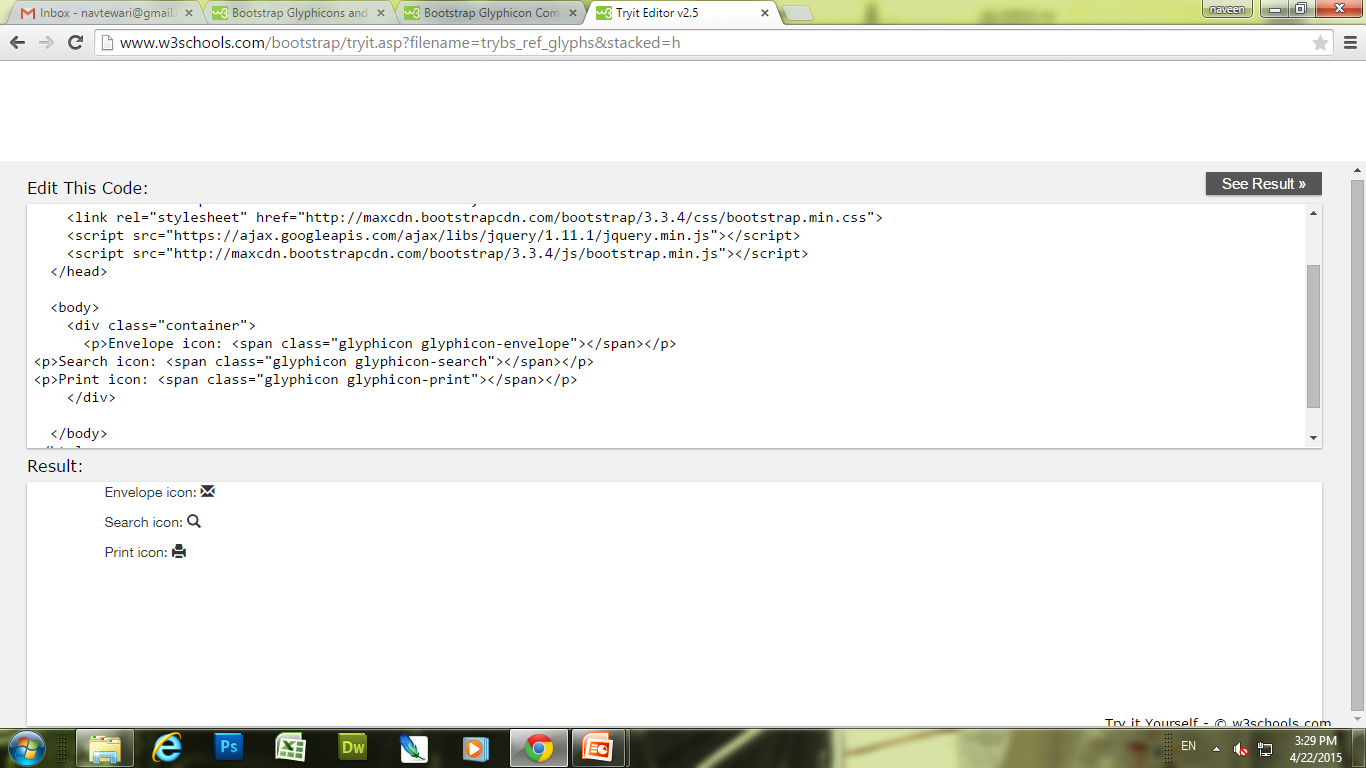 Inbox - navtewari@gmail.
Bootstrap Glyphicons and
Bootstrap Glyphicon Com
Tryit Editor v2.5
naveen
www.w3schools.com/bootstrap/tryit.asp?filename=trybs_ref_glyphs&stacked=h
Edit This Code:
See Result »
<link rel="stylesheet" href="http://maxcdn.bootstrapcdn.com/bootstrap/3.3.4/css/bootstrap.min.css">
<script src="https://ajax.googleapis.com/ajax/libs/jquery/1.11.1/jquery.min.js"></script>
<script src="http://maxcdn.bootstrapcdn.com/bootstrap/3.3.4/js/bootstrap.min.js"></script>
</head>
<body>
<div class="container">
<p>Envelope icon: <span class="glyphicon glyphicon-envelope"></span></p>
<p>Search icon: <span class="glyphicon glyphicon-search"></span></p>
<p>Print icon: <span class="glyphicon glyphicon-print"></span></p>
</div>
</body>
Result:
Envelope icon:
Search icon:
Print icon:
Try it Yourself - © w3schools.com
Ps
Dw
EN
3:29 PM
4/22/2015